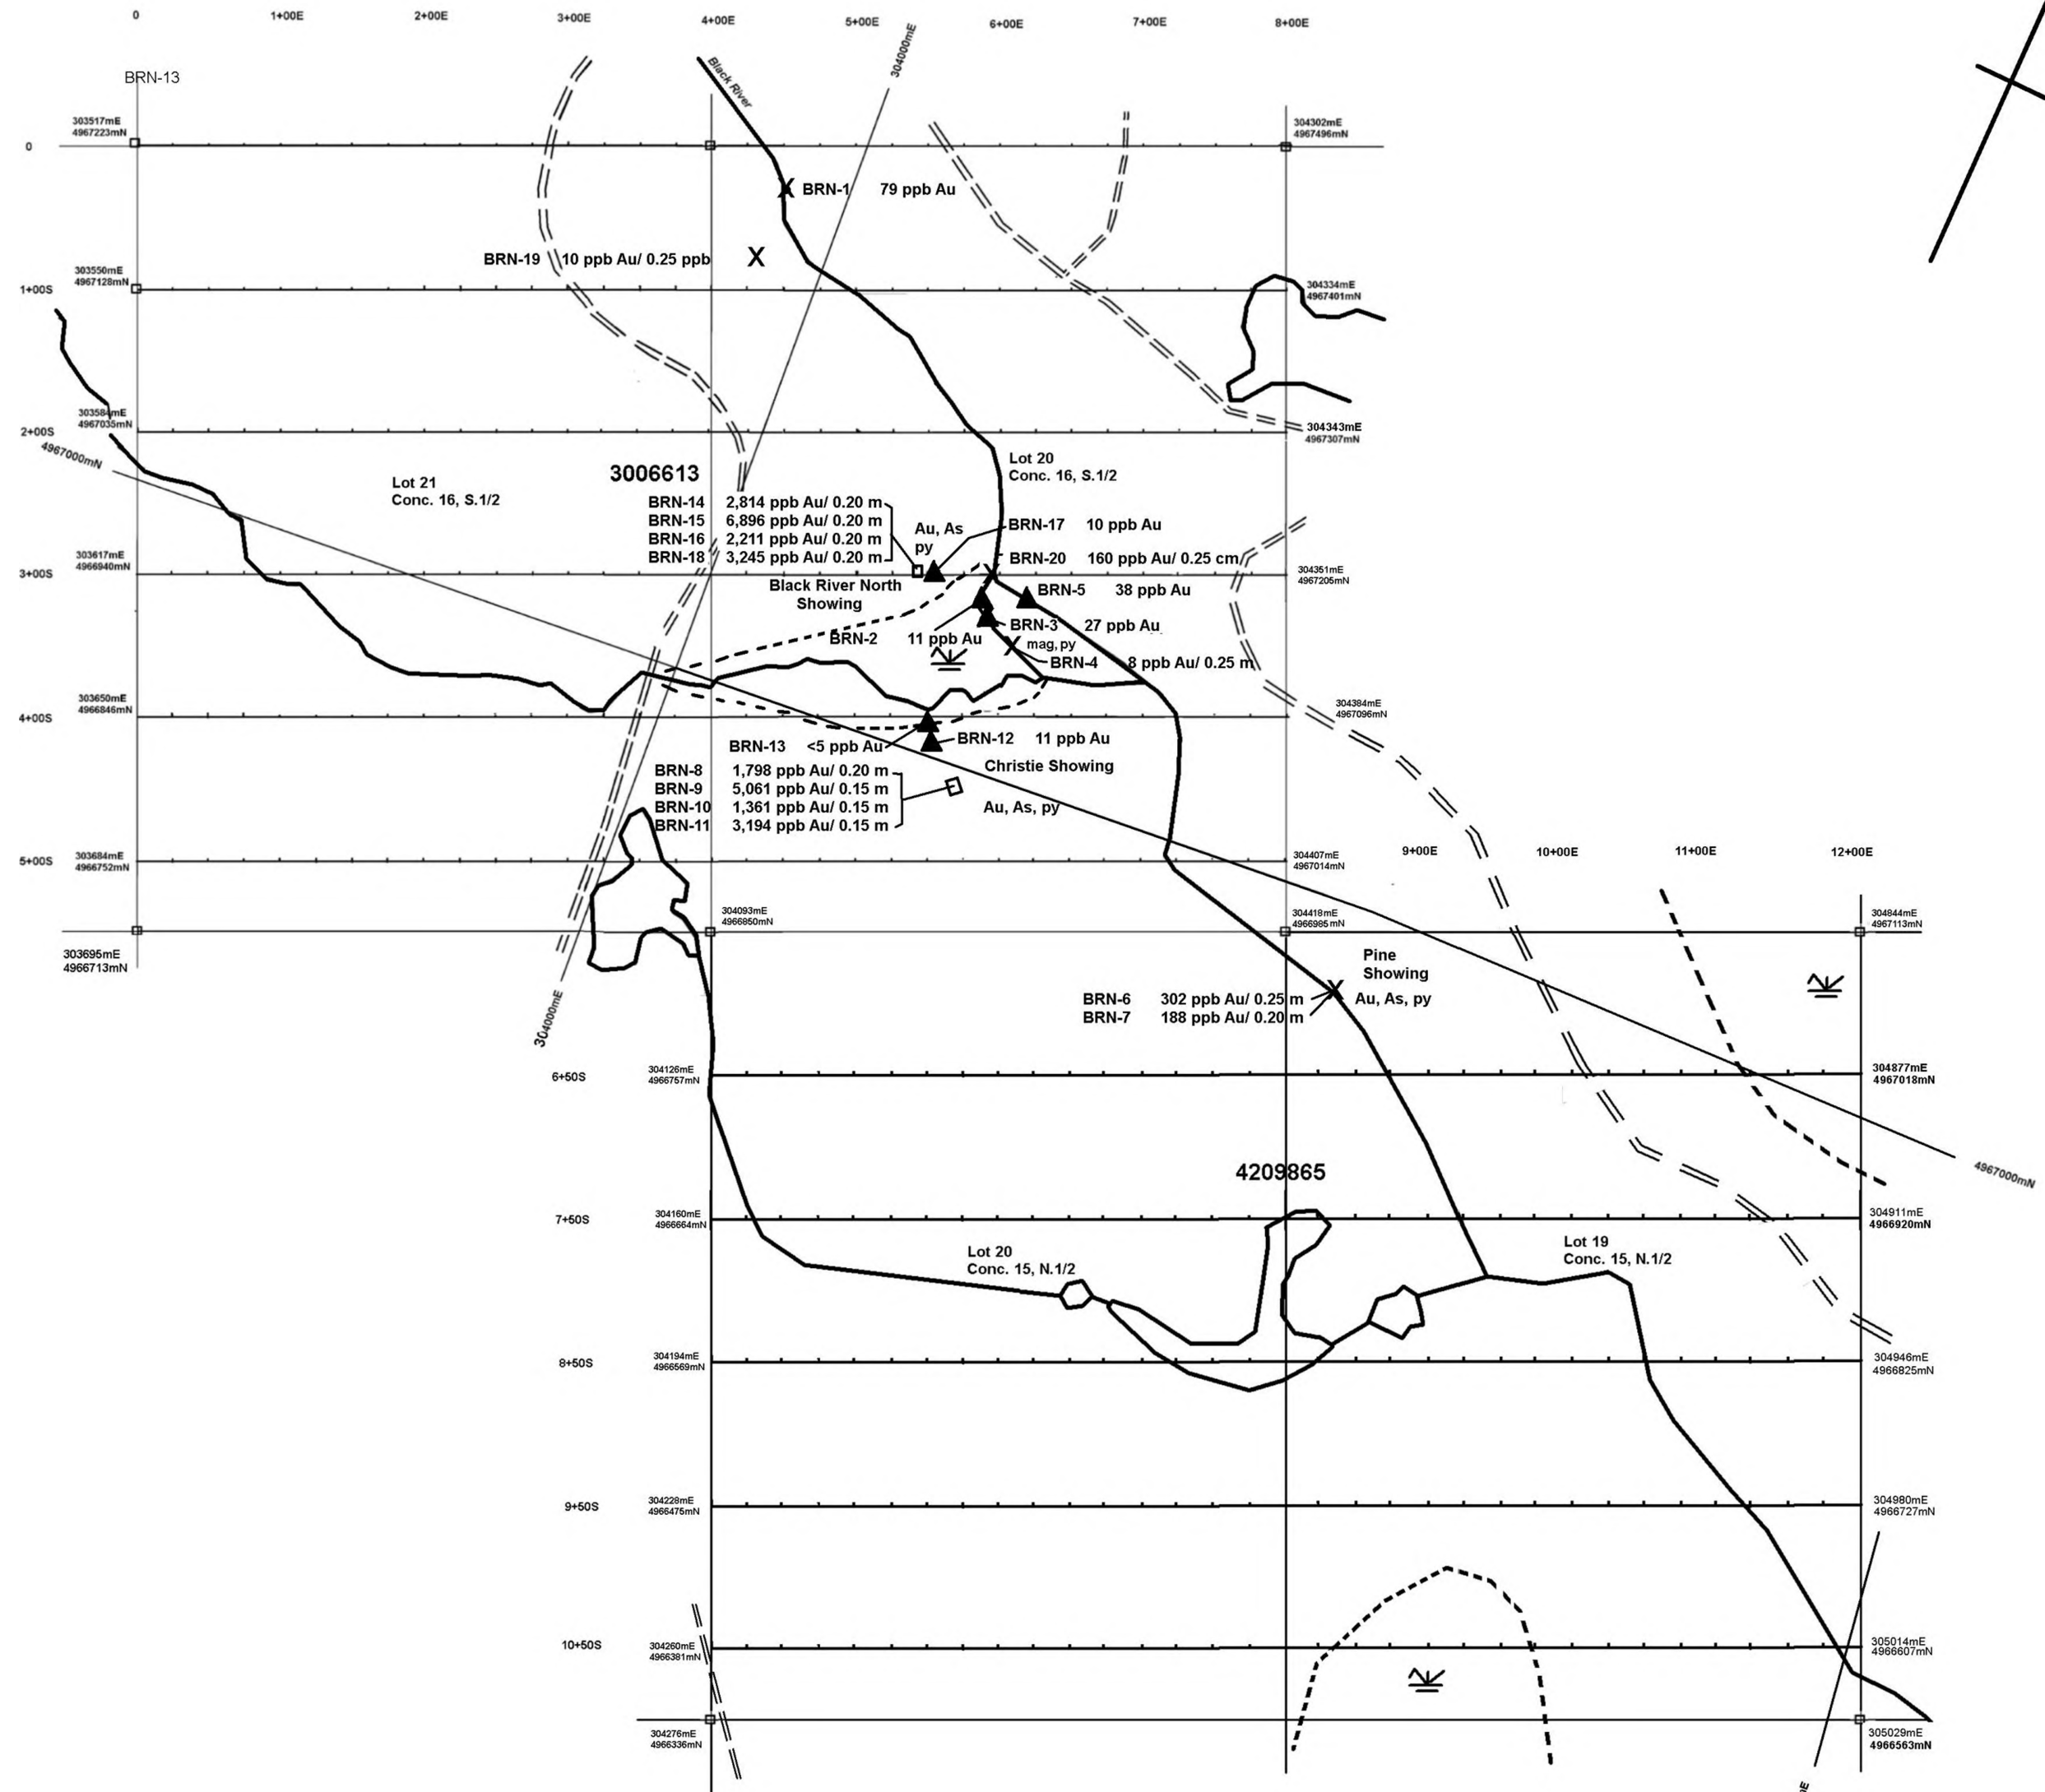 0 1+00E 2+00E 3+00E 4+00E 5+00E 6+00E 7+00E 8+00E
304000mE
Black River
BRN-13
303517mE
4967223mN
304302mE
4967496mN
0
BRN-1 79 ppb Au
BRN-19 10 ppb Au/ 0.25 ppb
303550mE
4967128mN
304334mE
4967401mN
1+00S
303584mE
4967035mN
304343mE
4967307mN
2+00S
4967000mN
Lot 21
Conc. 16, S.1/2
3006613
Lot 20
Conc. 16, S.1/2
BRN-14 2,814 ppb Au/ 0.20 m
BRN-15 6,896 ppb Au/ 0.20 m
BRN-16 2,211 ppb Au/ 0.20 m
BRN-18 3,245 ppb Au/ 0.20 m
Au, As
py
BRN-17 10 ppb Au
BRN-20 160 ppb Au/ 0.25 cm
303617mE
4966940mN
304351mE
4967205mN
3+00S
Black River North
Showing
BRN-5 38 ppb Au
BRN-3 27 ppb Au
BRN-2 11 ppb Au
mag, py
BRN-4 8 ppb Au/ 0.25 m
303650mE
4966846mN
304384mE
4967096mN
4+00S
BRN-13 <5 ppb Au
BRN-12 11 ppb Au
Christie Showing
BRN-8 1,798 ppb Au/ 0.20 m
BRN-9 5,061 ppb Au/ 0.15 m
BRN-10 1,361 ppb Au/ 0.15 m
BRN-11 3,194 ppb Au/ 0.15 m
Au, As, py
303684mE
4966752mN
304407mE
4967014mN
5+00S
9+00E 10+00E 11+00E 12+00E
304093mE
4966850mN
304418mE
4966985mN
304844mE
4967113mN
303695mE
4966713mN
Pine
Showing
Au, As, py
BRN-6 302 ppb Au/ 0.25 m
BRN-7 188 ppb Au/ 0.20 m
304000mE
6+50S
304126mE
4966757mN
304877mE
4967018mN
4967000mN
4209865
7+50S
304160mE
4966664mN
304911mE
4966920mN
Lot 20
Conc. 15, N.1/2
Lot 19
Conc. 15, N.1/2
8+50S
304194mE
4966569mN
304946mE
4966825mN
9+50S
304228mE
4966475mN
304980mE
4966727mN
10+50S
304260mE
4966381mN
305014mE
4966607mN
304276mE
4966336mN
305029mE
4966563mN